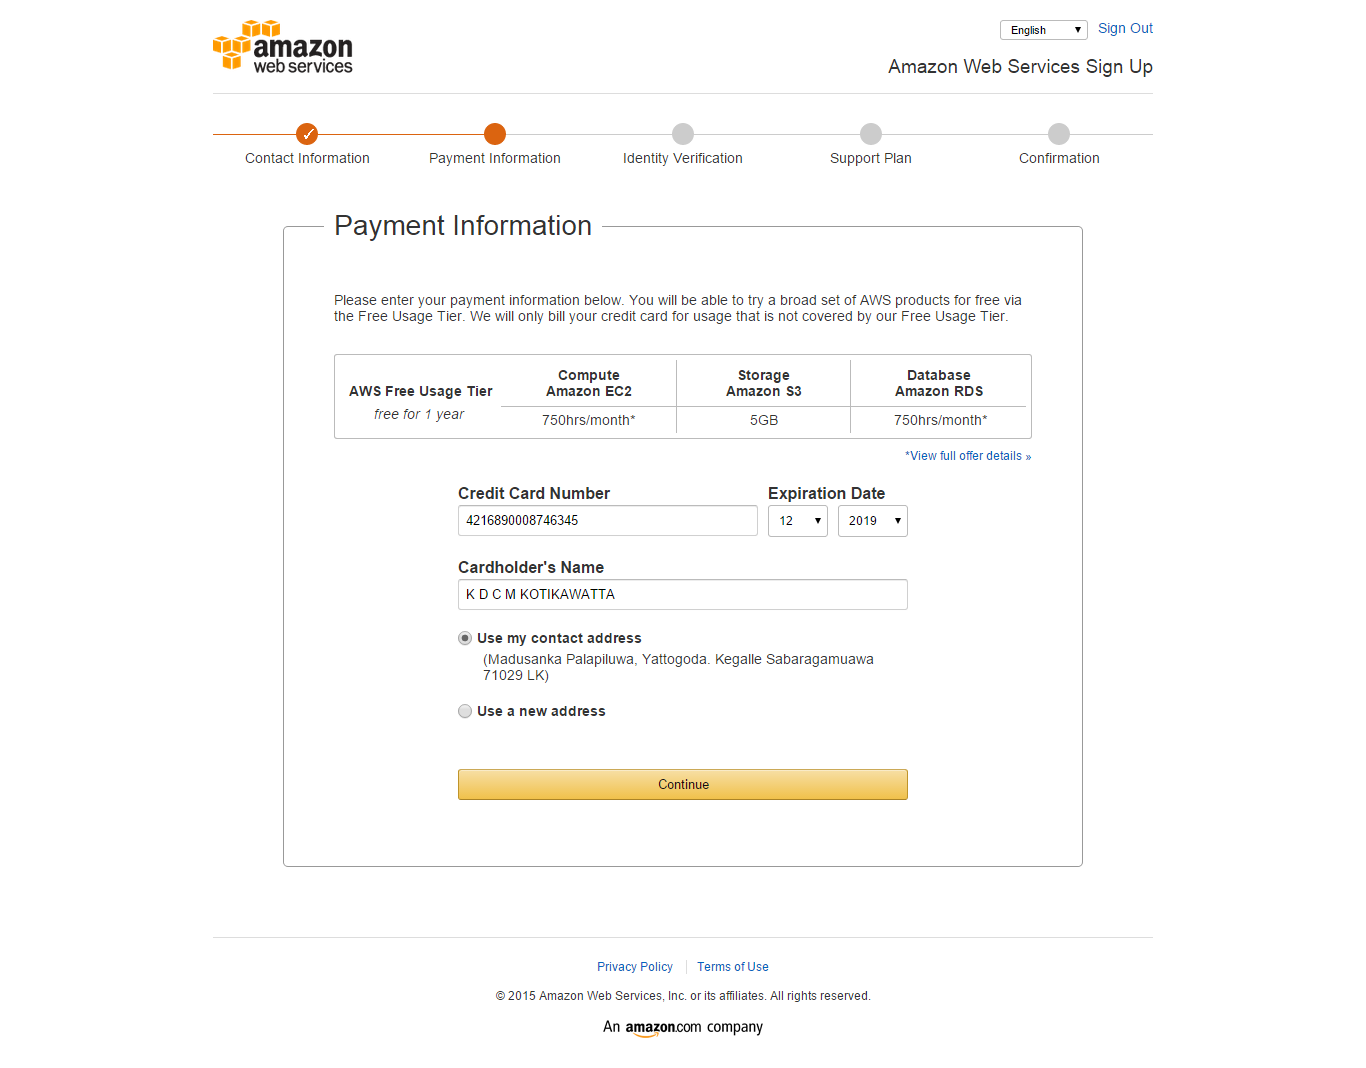 amazon
web services
English
Sign Out
Amazon Web Services Sign Up
Contact Information
Payment Information
Identity Verification
Support Plan
Confirmation
Payment Information
Please enter your payment information below. You will be able to try a broad set of AWS products for free via
the Free Usage Tier. We will only bill your credit card for usage that is not covered by our Free Usage Tier.
AWS Free Usage Tier
free for 1 year
Compute
Amazon EC2
750hrs/month*
Storage
Amazon S3
5GB
Database
Amazon RDS
750hrs/month*
*View full offer details »
Credit Card Number
Expiration Date
4216890008746345
12
2019
Cardholder's Name
K D C M KOTIKAWATTA
Use my contact address
(Madusanka Palapiluwa, Yattogoda. Kegalle Sabaragamuawa
71029 LK)
Use a new address
Continue
Privacy Policy
Terms of Use
© 2015 Amazon Web Services, Inc. or its affiliates. All rights reserved.
An amazon.com company